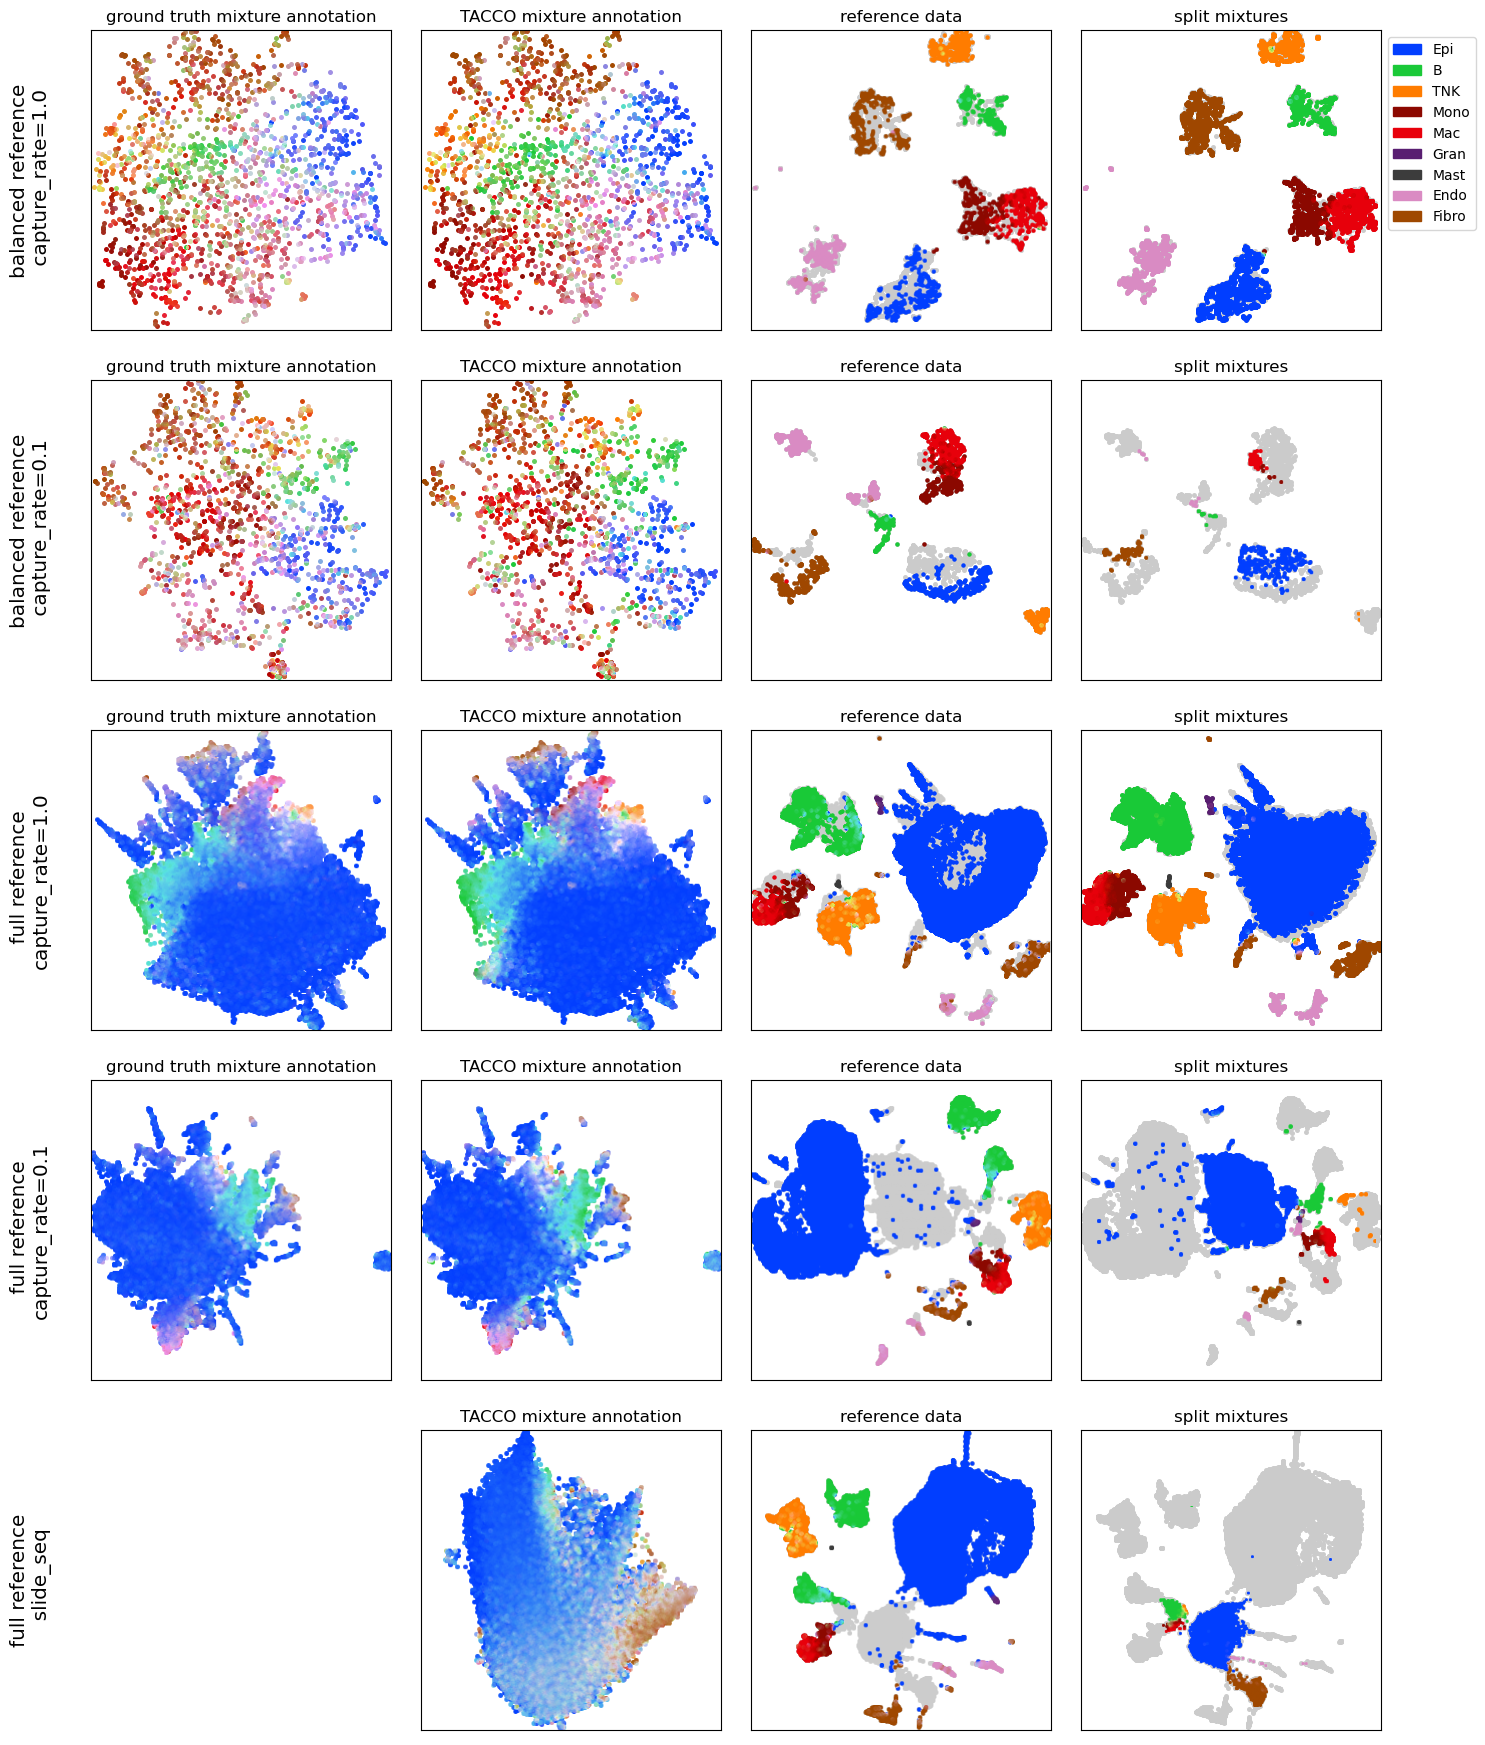 ground truth mixture annotation
TACCO mixture annotation
reference data
split mixtures
balanced reference
capture_rate=1.0
Epi
B
TNK
Mono
Mac
Gran
Mast
Endo
Fibro
ground truth mixture annotation
TACCO mixture annotation
reference data
split mixtures
balanced reference
capture_rate=0.1
ground truth mixture annotation
TACCO mixture annotation
reference data
split mixtures
full reference
capture_rate=1.0
ground truth mixture annotation
TACCO mixture annotation
reference data
split mixtures
full reference
capture_rate=0.1
TACCO mixture annotation
reference data
split mixtures
full reference
slide_seq